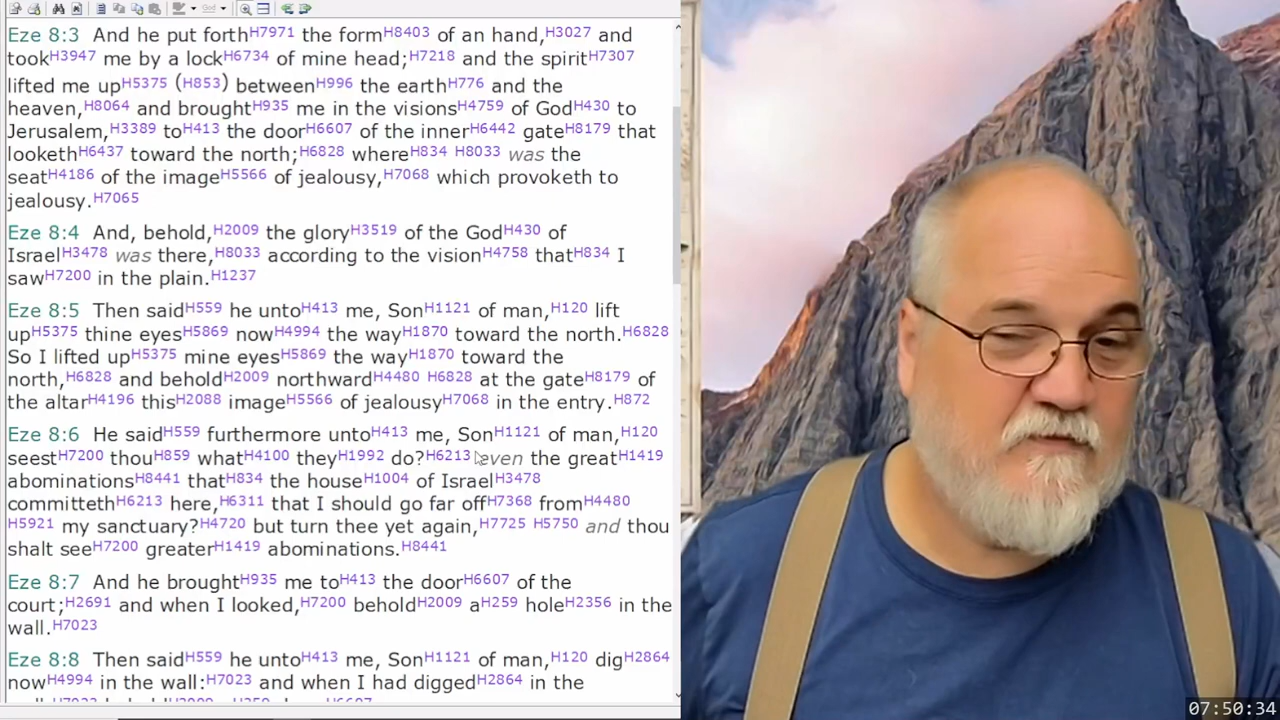 Eze 8:3 And he put forthH7971 the formH8403 of an hand,H3027 and
tookH3947 me by a lockH6734 of mine head;H7218 and the spiritH7307
lifted me upH5375 (H853) betweenH996 the earthH776 and the
heaven,H8064 and broughtH935 me in the visionsH4759 of GodH430 to
Jerusalem,H3389 toH413 the doorH6607 of the innerH6442 gateH8179 that
lookethH6437 toward the north;H6828 whereH834 H8033 was the
seatH4186 of the imageH5566 of jealousy,H7068 which provoketh to
jealousy.H7065
Eze 8:4 And, behold,H2009 the gloryH3519 of the GodH430 of
IsraelH3478 was there,H8033 according to the visionH4758 thatH834 I
sawH7200 in the plain.H1237
Eze 8:5 Then saidH559 he untoH413 me, SonH1121 of man,H120 lift
upH5375 thine eyesH5869 nowH4994 the wayH1870 toward the north.H6828
So I lifted upH5375 mine eyesH5869 the wayH1870 toward the
north,H6828 and beholdH2009 northwardH4480 H6828 at the gateH8179 of
the altarH4196 thisH2088 imageH5566 of jealousyH7068 in the entry.H872
Eze 8:6 He saidH559 furthermore untoH413 me, SonH1121 of man,H120
seestH7200 thouH859 whatH4100 theyH1992 do?H6213 even the greatH1419
abominationsH8441 thatH834 the houseH1004 of IsraelH3478
committethH6213 here,H6311 that I should go far offH7368 fromH4480
H5921 my sanctuary?H4720 but turn thee yet again,H7725 H5750 and thou
shalt seeH7200 greaterH1419 abominations.H8441
Eze 8:7 And he broughtH935 me toH413 the doorH6607 of the
court;H2691 and when I looked,H7200 beholdH2009 aH259 holeH2356 in the
wall.H7023
Eze 8:8 Then saidH559 he untoH413 me, SonH1121 of man,H120 digH2864
nowH4994 in the wall:H7023 and when I had diggedH2864 in the
07:50:34